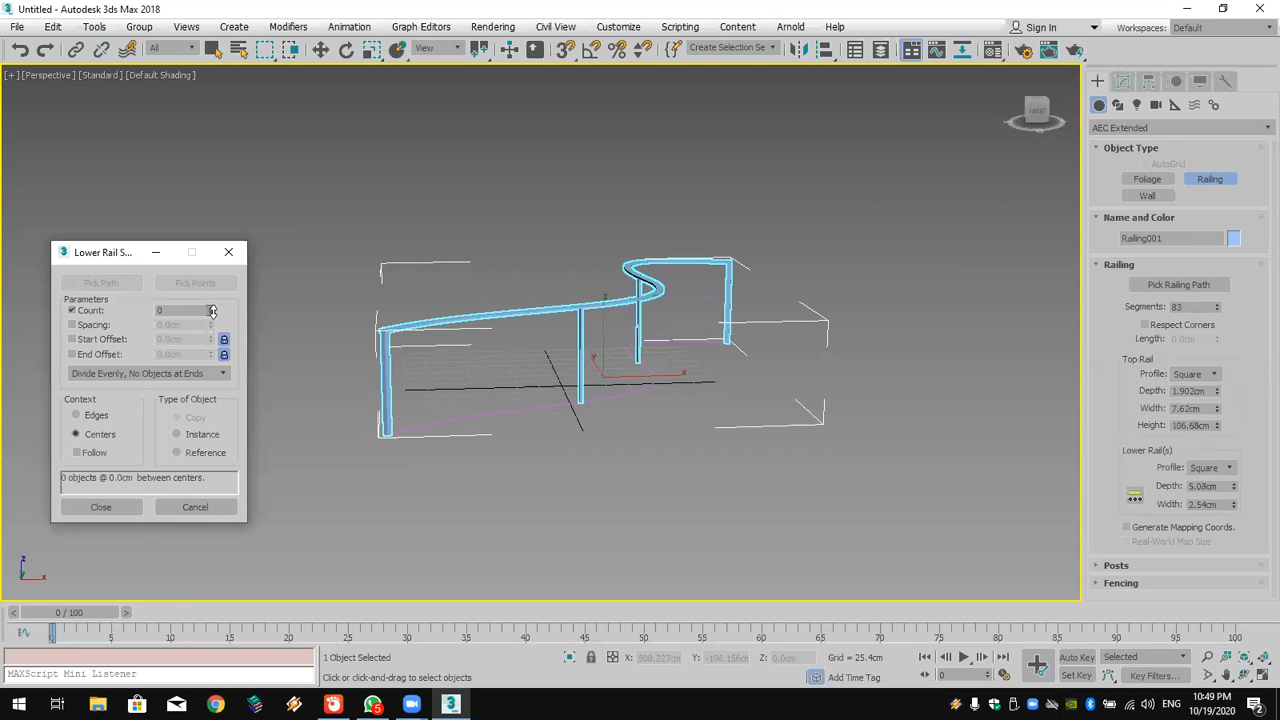 Untitled - Autodesk 3ds Max 2018
File Edit Tools Group Views Create Modifiers Animation Graph Editors Rendering Civil View Customize Scripting Content Arnold Help
Sign In Workspaces: Default
All View Create Selection Se
[+] [Perspective] [Standard] [Default Shading]
FRONT
AEC Extended
Object Type
AutoGrid
Foliage Railing
Wall
Name and Color
Railing001
Railing
Pick Railing Path
Segments: 83
Respect Corners
Length: 0.0cm
Top Rail
Profile: Square
Depth: 1.902cm
Width: 7.62cm
Height: 106.68cm
Lower Rail(s)
Profile: Square
Depth: 5.08cm
Width: 2.54cm
Generate Mapping Coords.
Real-World Map Size
Posts
Fencing
Lower Rail S...
Pick Path Pick Points
Parameters
Count: 0
Spacing: 0.0cm
Start Offset: 0.0cm
End Offset: 0.0cm
Divide Evenly, No Objects at Ends
Context Type of Object
Edges Copy
Centers Instance
Follow Reference
0 objects @ 0.0cm between centers.
Close Cancel
z
y
x
z
x
< 0 / 100 >
0 5 10 15 20 25 30 35 40 45 50 55 60 65 70 75 80 85 90 95 100
1 Object Selected
X: 608.227cm Y: -196.156cm Z: 0.0cm Grid = 25.4cm
Auto Key Selected
MAXScript Mini Listener
Click or click-and-drag to select objects
Add Time Tag
0
Set Key Key Filters...
3
10:49 PM
10/19/2020
2